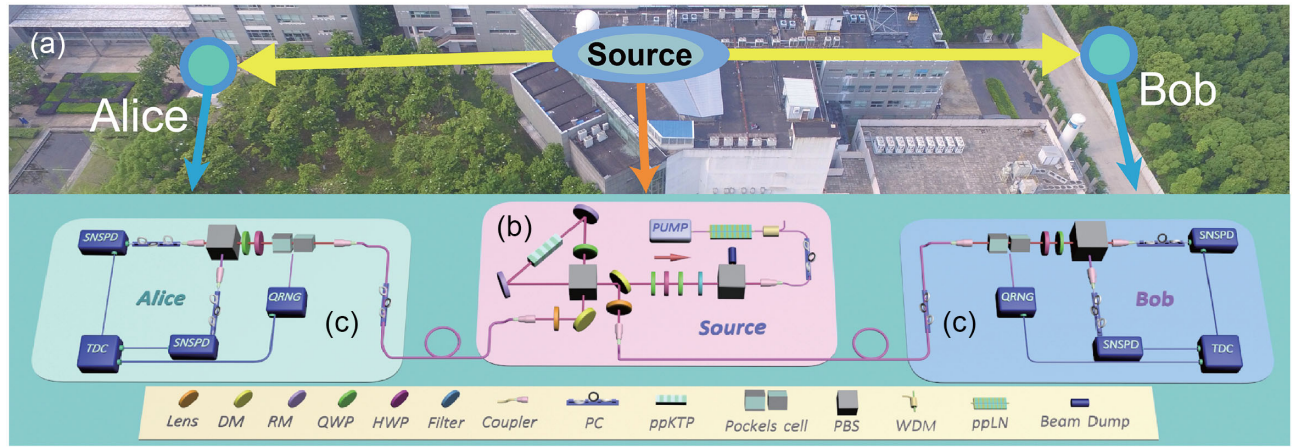 (a)
Source
Alice
Bob
(b)
SNSPD
PUMP
SNSPD
Alice
QRNG
(c)
Source
(c)
QRNG
Bob
TDC
SNSPD
SNSPD
TDC
Lens DM RM QWP HWP Filter Coupler PC ppKTP Pockels cell PBS WDM ppLN Beam Dump